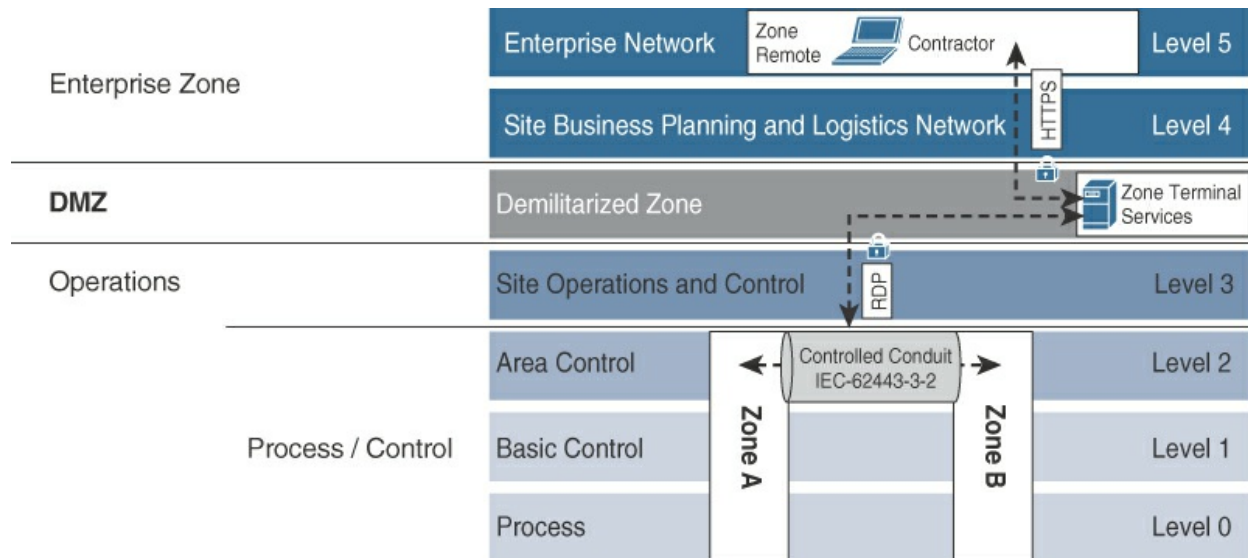 Enterprise Network
Zone
Remote
Contractor
Level 5
Enterprise Zone
HTTPS
Site Business Planning and Logistics Network
Level 4
DMZ
Demilitarized Zone
Zone Terminal
Services
Operations
Site Operations and Control
RDP
Level 3
Area Control
Controlled Conduit
IEC-62443-3-2
Level 2
Process / Control
Basic Control
Zone A
Zone B
Level 1
Process
Level 0